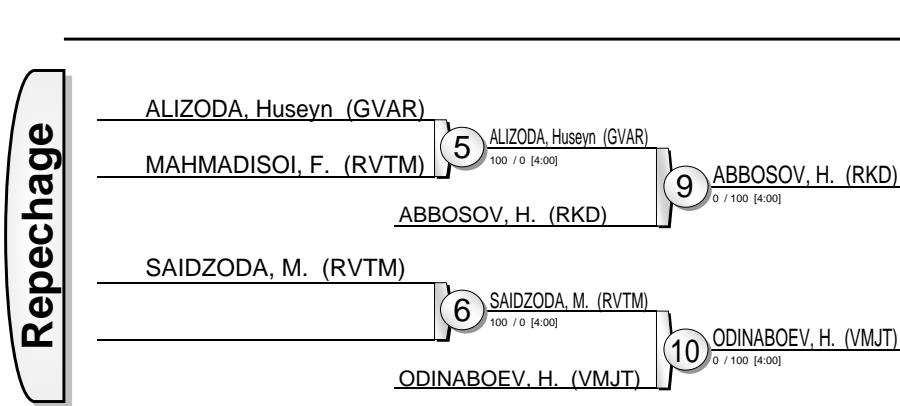 Repechage
ALIZODA, Huseyn (GVAR)
MAHMADISOI, F. (RVTM)
5
ALIZODA, Huseyn (GVAR)
100 / 0 [4:00]
ABBOSOV, H. (RKD)
9
ABBOSOV, H. (RKD)
0 / 100 [4:00]
SAIDZODA, M. (RVTM)
6
SAIDZODA, M. (RVTM)
100 / 0 [4:00]
ODINABOEV, H. (VMJT)
10
ODINABOEV, H. (VMJT)
0 / 100 [4:00]